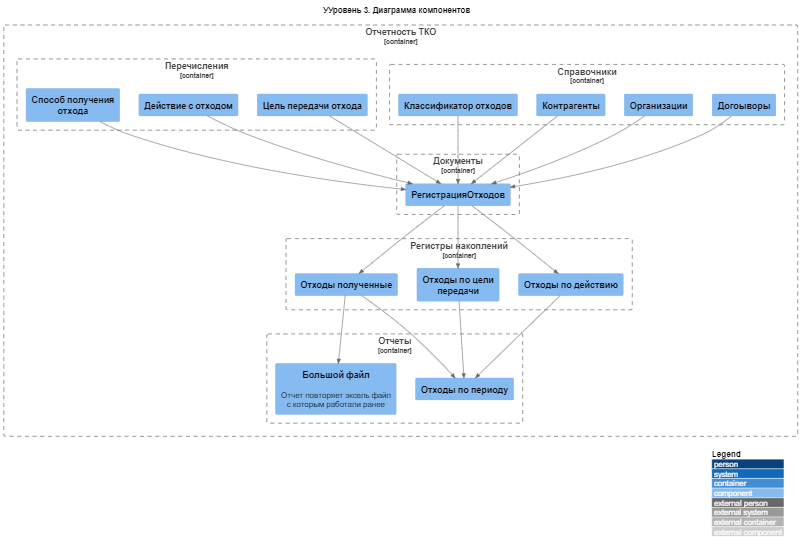 УУровень 3. Диаграмма компонентов
Отчетность ТКО
[container]
Перечисления
[container]
Справочники
[container]
Способ получения
отхода
Действие с отходом
Цель передачи отхода
Классификатор отходов
Контрагенты
Организации
Догоыворы
Документы
[container]
РегистрацияОтходов
Регистры накоплений
[container]
Отходы полученные
Отходы по цели
передачи
Отходы по действию
Отчеты
[container]
Большой файл
Отчет повторяет эксель файл
с которым работали ранее
Отходы по периоду
Legend
person
system
container
component
external person
external system
external container
external component